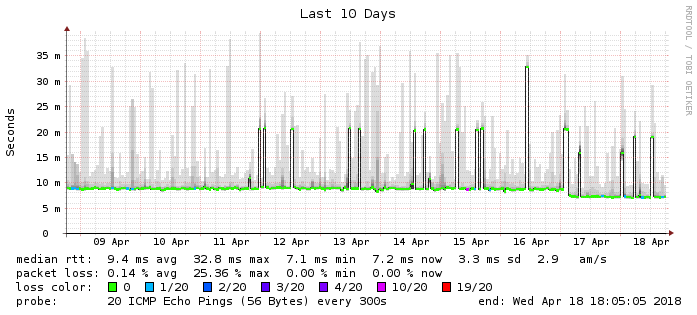 Last 10 Days
RRDTOOL / TOBI OETIKER
Seconds
35 m
30 m
25 m
20 m
15 m
10 m
5 m
0
09 Apr 10 Apr 11 Apr 12 Apr 13 Apr 14 Apr 15 Apr 16 Apr 17 Apr 18 Apr
median rtt: 9.4 ms avg 32.8 ms max 7.1 ms min 7.2 ms now 3.3 ms sd 2.9 am/s
packet loss: 0.14 % avg 25.36 % max 0.00 % min 0.00 % now
loss color: 0 1/20 2/20 3/20 4/20 10/20 19/20
probe: 20 ICMP Echo Pings (56 Bytes) every 300s end: Wed Apr 18 18:05:05 2018